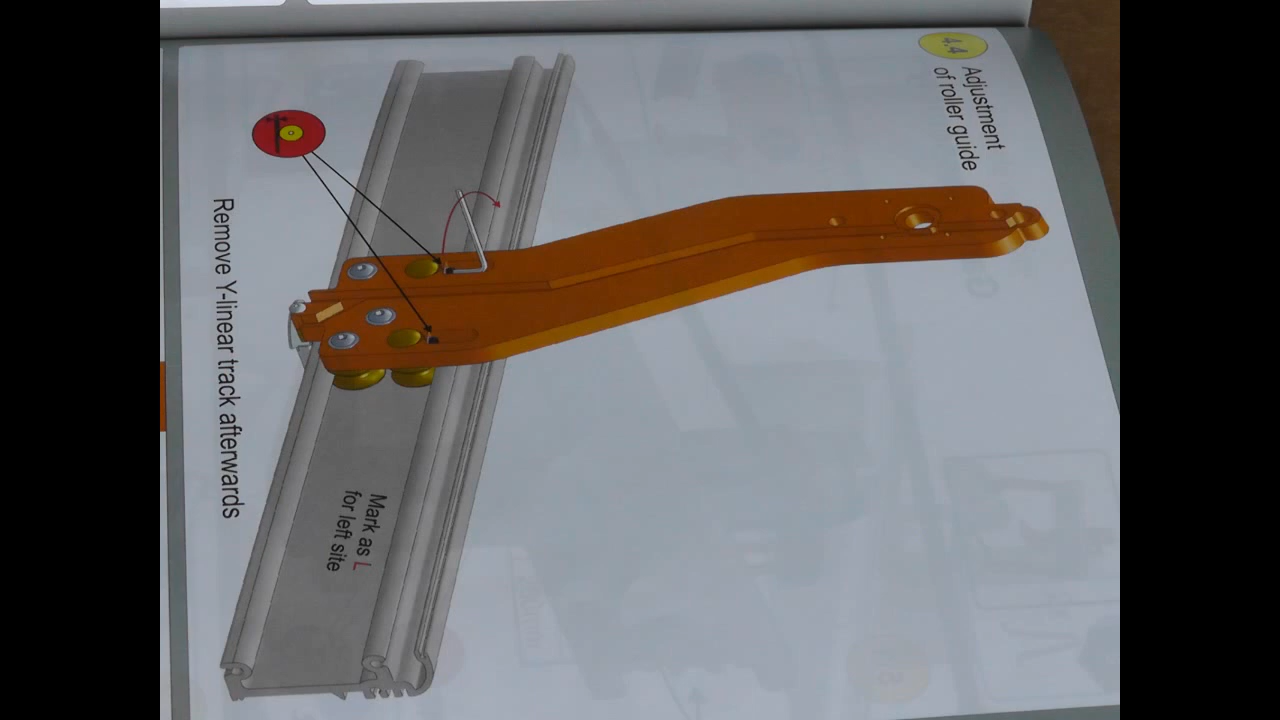 4.4
Adjustment
of roller guide
Mark as L
for left site
Remove Y-linear track afterwards